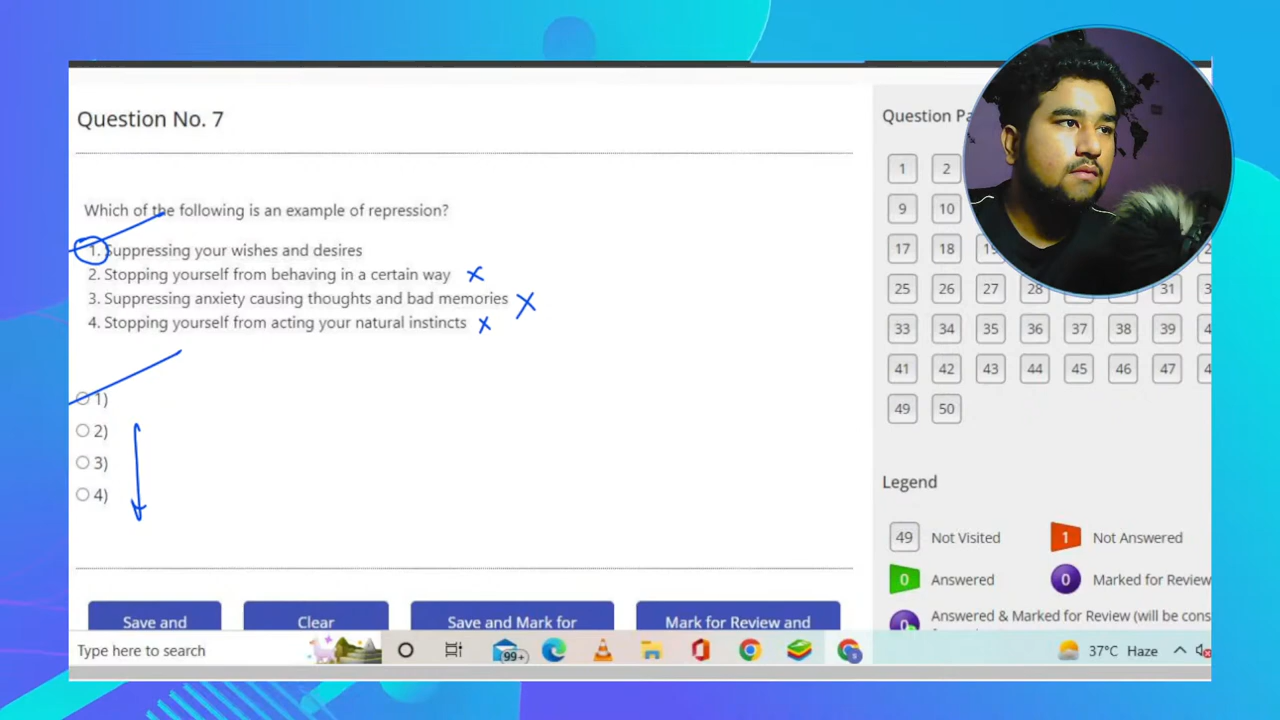 Question No. 7
Which of the following is an example of repression?
1. Suppressing your wishes and desires
2. Stopping yourself from behaving in a certain way
3. Suppressing anxiety causing thoughts and bad memories
4. Stopping yourself from acting your natural instincts
1)
2)
3)
4)
Save and
Clear
Save and Mark for
Mark for Review and
Question Pa
1 2
9 10
17 18
25 26 27 28 31
33 34 35 36 37 38 39
41 42 43 44 45 46 47
49 50
Legend
49 Not Visited
1 Not Answered
0 Answered
0 Marked for Review
0 Answered & Marked for Review (will be cons
Type here to search
99+
37°C Haze